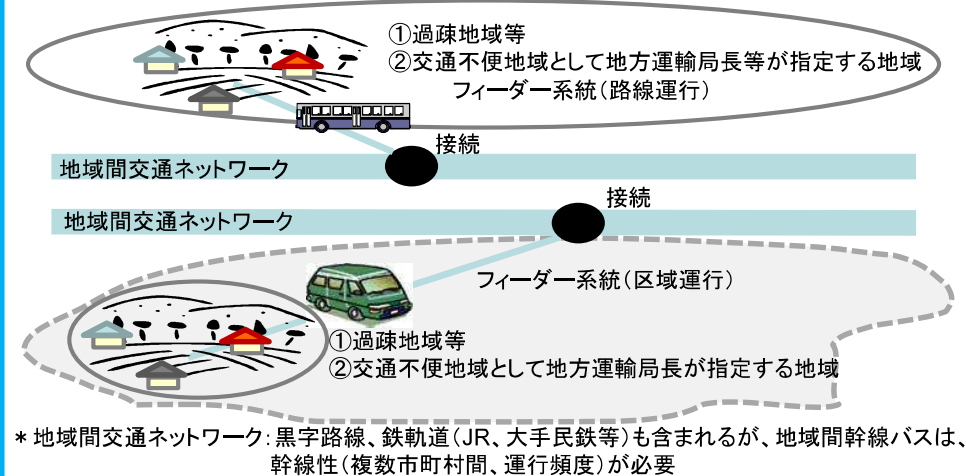 ①過疎地域等
②交通不便地域として地方運輸局長等が指定する地域
フィーダー系統（路線運行）
接続
地域間交通ネットワーク
接続
地域間交通ネットワーク
フィーダー系統（区域運行）
①過疎地域等
②交通不便地域として地方運輸局長が指定する地域
＊地域間交通ネットワーク：黒字路線、鉄軌道（JR、大手民鉄等）も含まれるが、地域間幹線バスは、
幹線性（複数市町村間、運行頻度）が必要